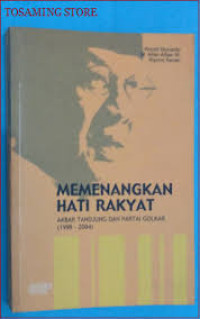 TOSAMING STORE
MEMENANGKAN
HATI RAKYAT
AKBAR TANDJUNG DAN PARTAI GOLKAR
(1998 - 2004)